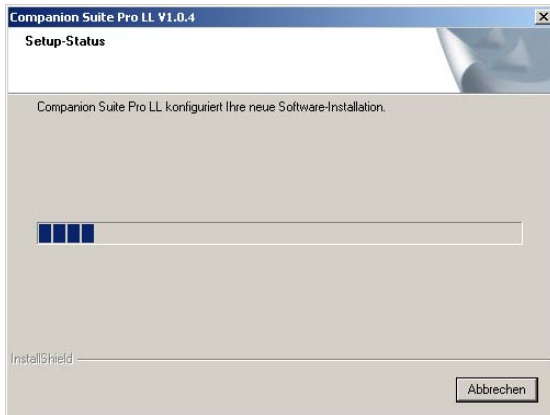 Companion Suite Pro LL V1.0.4
Setup-Status
Companion Suite Pro LL konfiguriert Ihre neue Software-Installation.
InstallShield
Abbrechen